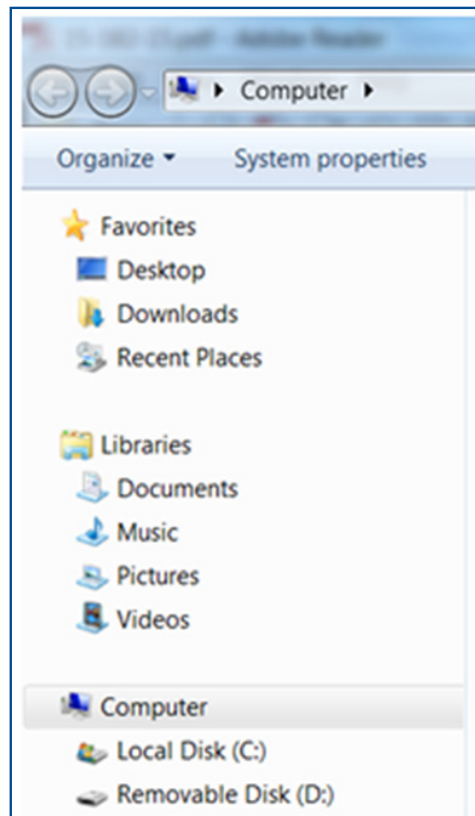 Computer
Organize System properties
Favorites
Desktop
Downloads
Recent Places
Libraries
Documents
Music
Pictures
Videos
Computer
Local Disk (C:)
Removable Disk (D:)